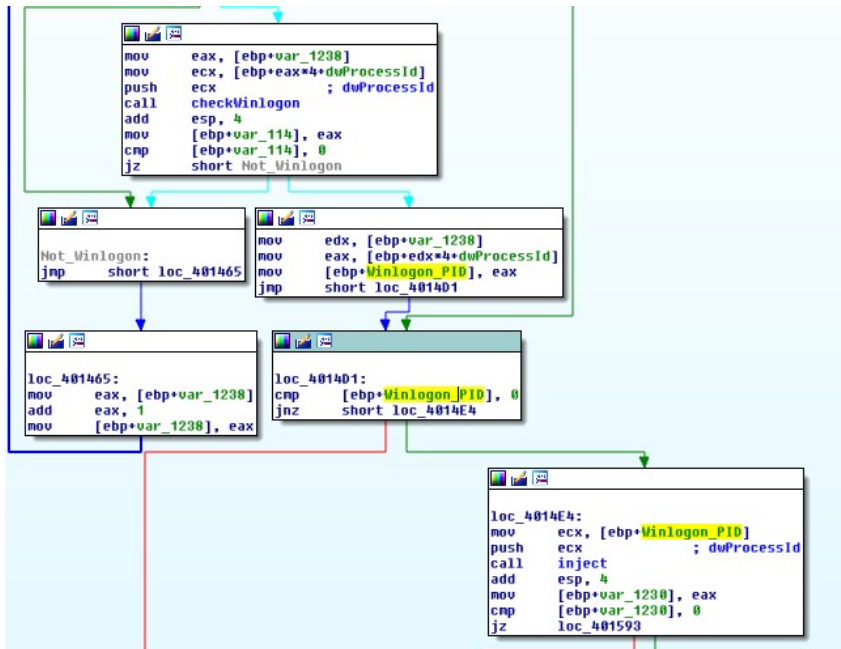 mov     eax, [ebp+var_1238]
mov     ecx, [ebp+eax*4+dwProcessId]
push    ecx             ; dwProcessId
call    checkWinlogon
add     esp, 4
mov     [ebp+var_114], eax
cmp     [ebp+var_114], 0
jz      short Not_Winlogon
Not_Winlogon:
jmp     short loc_401465
mov     edx, [ebp+var_1238]
mov     eax, [ebp+edx*4+dwProcessId]
mov     [ebp+Winlogon_PID], eax
jmp     short loc_4014D1
loc_401465:
mov     eax, [ebp+var_1238]
add     eax, 1
mov     [ebp+var_1238], eax
loc_4014D1:
cmp     [ebp+Winlogon_PID], 0
jnz     short loc_4014E4
loc_4014E4:
mov     ecx, [ebp+Winlogon_PID]
push    ecx             ; dwProcessId
call    inject
add     esp, 4
mov     [ebp+var_1230], eax
cmp     [ebp+var_1230], 0
jz      loc_401593